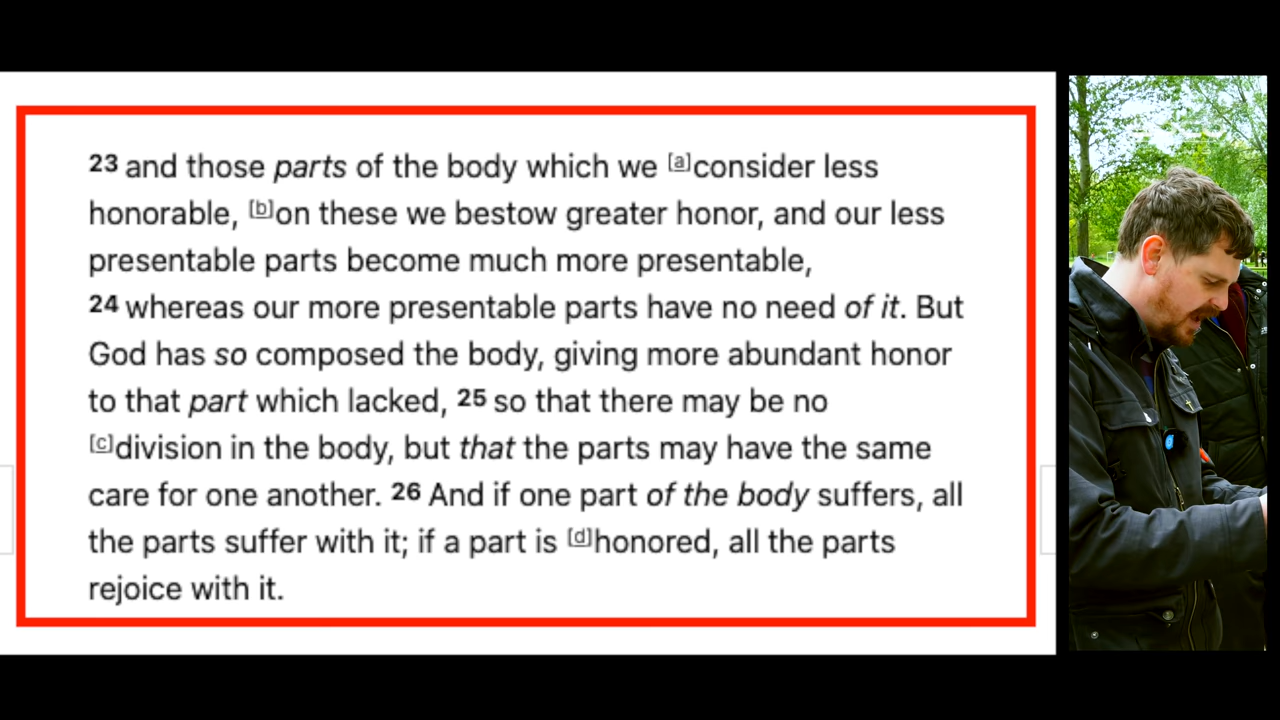 23 and those parts of the body which we [a]consider less
honorable, [b]on these we bestow greater honor, and our less
presentable parts become much more presentable,
24 whereas our more presentable parts have no need of it. But
God has so composed the body, giving more abundant honor
to that part which lacked, 25 so that there may be no
[c]division in the body, but that the parts may have the same
care for one another. 26 And if one part of the body suffers, all
the parts suffer with it; if a part is [d]honored, all the parts
rejoice with it.